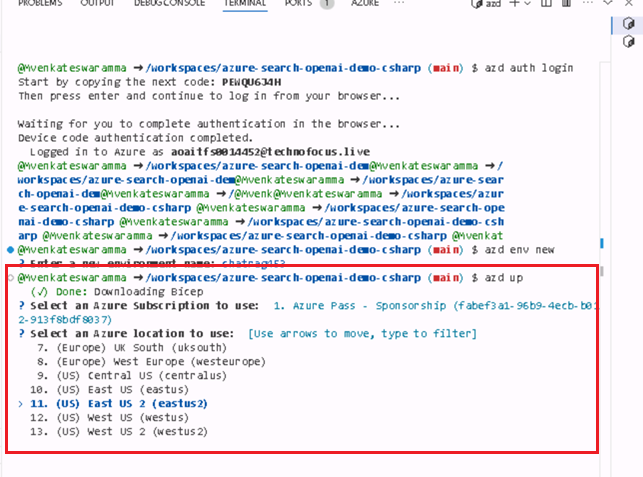 PROBLEMS OUTPUT DEBUG CONSOLE TERMINAL PORTS 1 AZURE ... azd
@Mvenkateswaramma →/workspaces/azure-search-openai-demo-csharp (main) $ azd auth login
Start by copying the next code: PEWQU634H
Then press enter and continue to log in from your browser...
Waiting for you to complete authentication in the browser...
Device code authentication completed.
Logged in to Azure as aoaitfs0014452@technofocus.live
@Mvenkateswaramma →/workspaces/azure-search-openai-dem@Mvenkateswaramma →/
workspaces/azure-search-openai-dem@Mvenkateswaramma →/workspaces/azure-sear
ch-openai-dem@Mvenkateswaramma →/@Mvenk@Mvenkateswaramma →/workspaces/azur
e-search-openai-demo-csharp @Mvenkateswaramma →/workspaces/azure-search-ope
nai-demo-csharp @Mvenkateswaramma →/workspaces/azure-search-openai-demo-csh
arp @Mvenkateswaramma →/workspaces/azure-search-openai-demo-csharp @Mvenkat
@Mvenkateswaramma →/workspaces/azure-search-openai-demo-csharp (main) $ azd env new
? Enter a new environment name: chatrag153
@Mvenkateswaramma →/workspaces/azure-search-openai-demo-csharp (main) $ azd up
(✓) Done: Downloading Bicep
? Select an Azure Subscription to use: 1. Azure Pass - Sponsorship (fabef3a1-96b9-4ecb-b0
2-913f8bdf8037)
? Select an Azure location to use: [Use arrows to move, type to filter]
7. (Europe) UK South (uksouth)
8. (Europe) West Europe (westeurope)
9. (US) Central US (centralus)
10. (US) East US (eastus)
> 11. (US) East US 2 (eastus2)
12. (US) West US (westus)
13. (US) West US 2 (westus2)